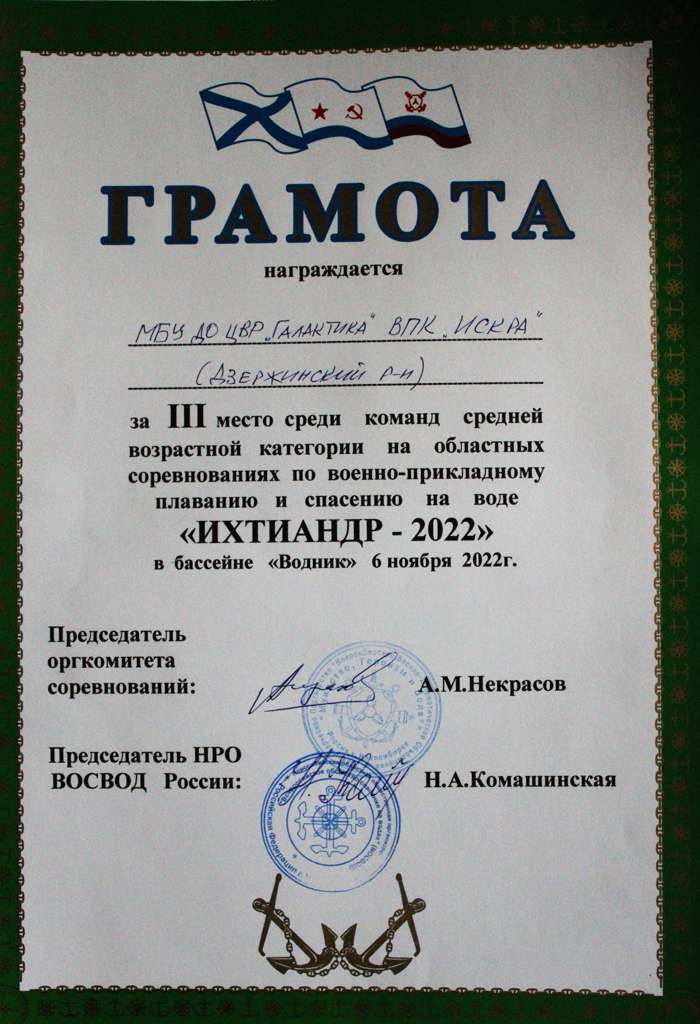 ГРАМОТА
награждается
МБУ ДО ЦВР „Галактика" ВПК „ИСКРА"
(Дзержинский р-н)
за III место среди команд средней
возрастной категории на областных
соревнованиях по военно-прикладному
плаванию и спасению на воде
«ИХТИАНДР - 2022»
в бассейне «Водник» 6 ноября 2022г.
Председатель
оргкомитета
соревнований:
А.М.Некрасов
Председатель НРО
ВОСВОД России:
Н.А.Комашинская